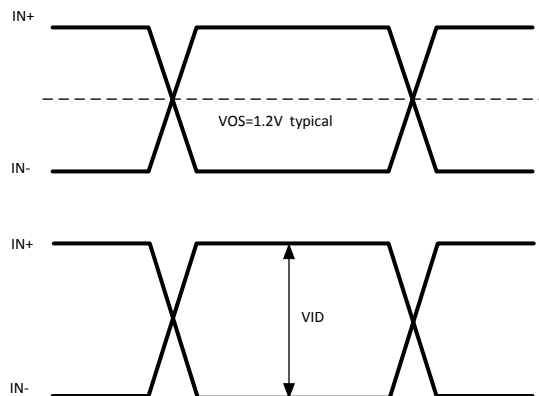 IN+
VOS=1.2V typical
IN-
IN+
VID
IN-